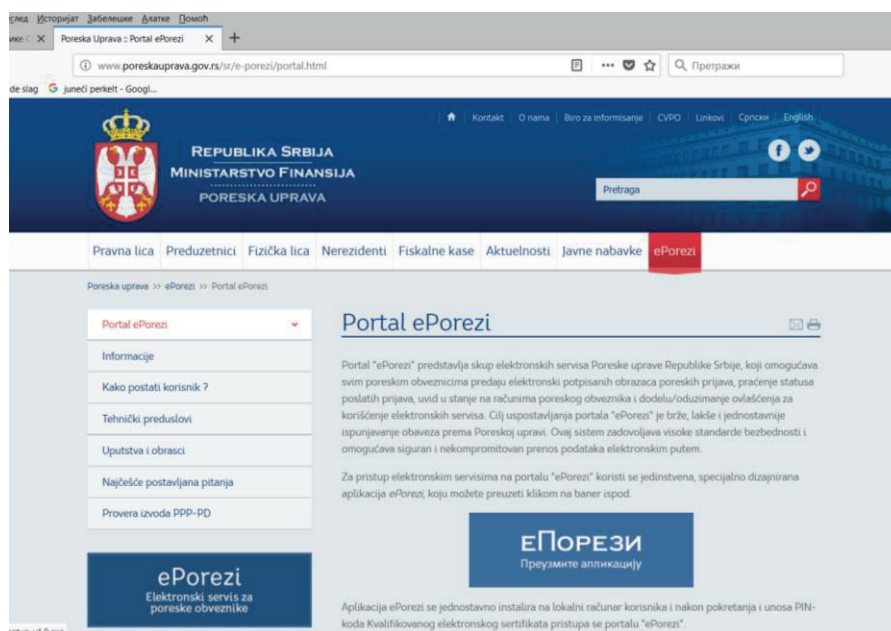 Историјат Забелешке Алатке Помоћ
Poreska Uprava :: Portal ePorezi X +
www.poreskauprava.gov.rs/sr/e-porezi/portal.html
Претражи
de slag G juneći perkelt - Googl...
Kontakt O nama Biro za informisanje CVPO Linkovi Српски English
REPUBLIKA SRBIJA
MINISTARSTVO FINANSIJA
PORESKA UPRAVA
Pretraga
Pravna lica Preduzetnici Fizička lica Nerezidenti Fiskalne kase Aktuelnosti Javne nabavke ePorezi
Poreska uprava >> ePorezi >> Portal ePorezi
Portal ePorezi
Informacije
Kako postati korisnik ?
Tehnički preduslovi
Uputstva i obrasci
Najčešće postavljana pitanja
Provera izvoda PPP-PD
ePorezi
Elektronski servis za
poreske obveznike
Portal ePorezi
Portal "ePorezi" predstavlja skup elektronskih servisa Poreske uprave Republike Srbije, koji omogućava
svim poreskim obveznicima predaju elektronski potpisanih obrazaca poreskih prijava, praćenje statusa
poslatih prijava, uvid u stanje na računima poreskog obveznika i dodelu/oduzimanje ovlašćenja za
korišćenje elektronskih servisa. Cilj uspostavljanja portala "ePorezi" je brže, lakše i jednostavnije
ispunjavanje obaveza prema Poreskoj upravi. Ovaj sistem zadovoljava visoke standarde bezbednosti i
omogućava siguran i nekompromitovan prenos podataka elektronskim putem.
Za pristup elektronskim servisima na portalu "ePorezi" koristi se jedinstvena, specijalno dizajnirana
aplikacija ePorezi, koju možete preuzeti klikom na baner ispod.
еПОРЕЗИ
Преузмите апликацију
Aplikacija ePorezi se jednostavno instalira na lokalni računar korisnika i nakon pokretanja i unosa PIN-
koda Kvalifikovanog elektronskog sertifikata pristupa se portalu "ePorezi".